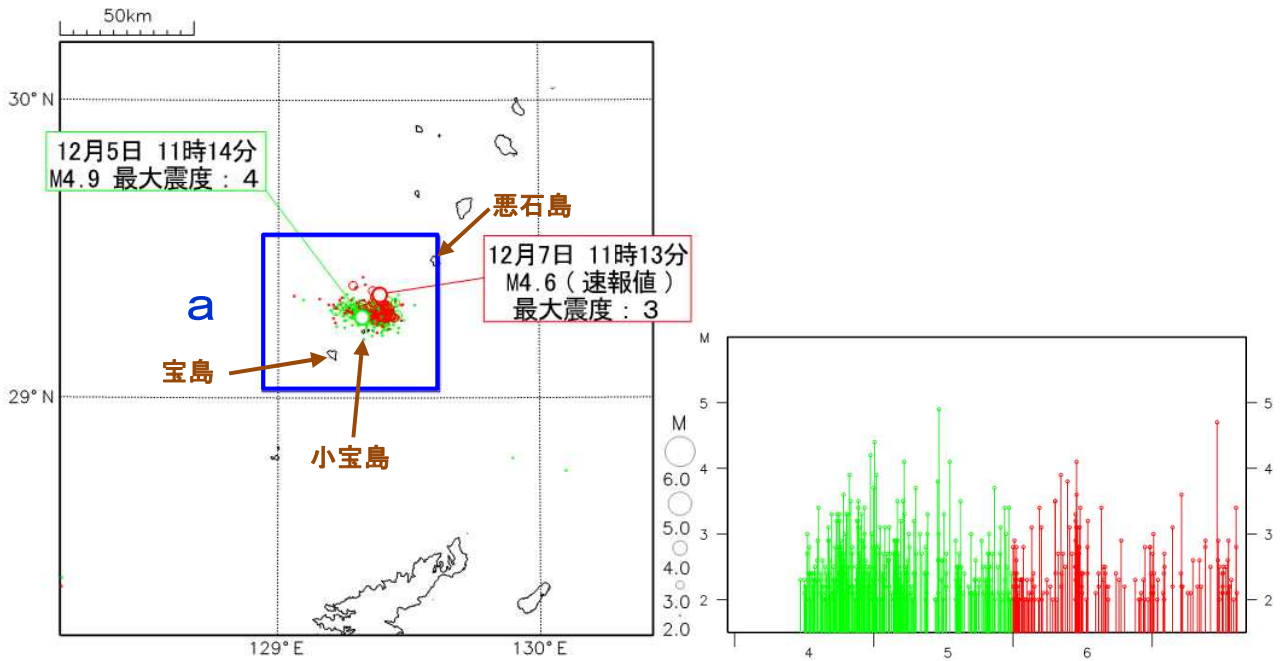 50km
30°N
12月5日 11時14分
M4.9 最大震度：4
悪石島
12月7日 11時13分
M4.6（速報値）
最大震度：3
a
宝島
29°N
小宝島
129°E
130°E
M
6.0
5.0
4.0
3.0
2.0
M
5
4
3
2
5
4
3
2
4
5
6